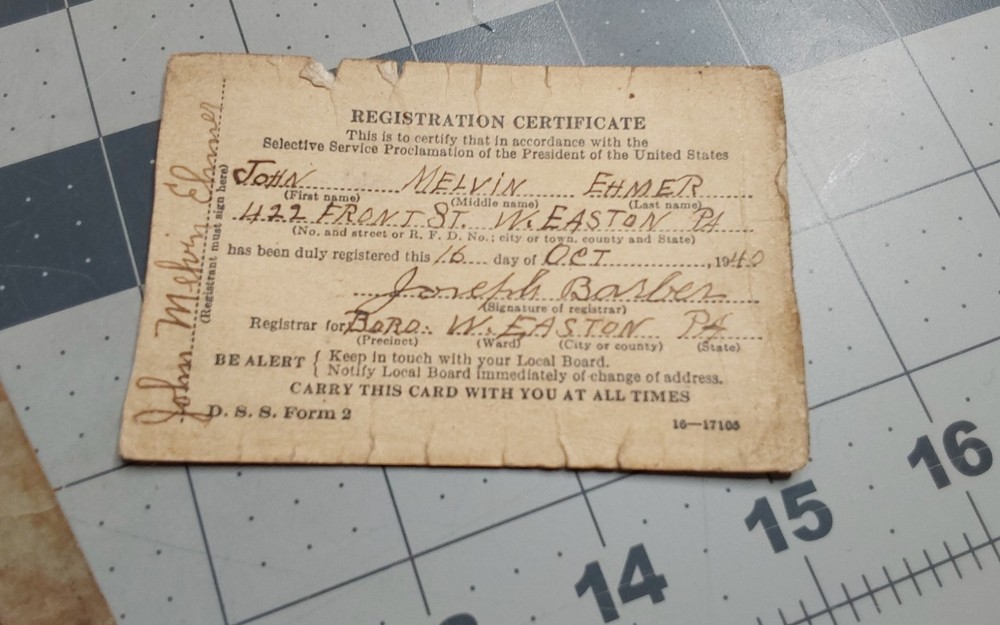 REGISTRATION CERTIFICATE
This is to certify that in accordance with the
Selective Service Proclamation of the President of the United States
JOHN MELVIN EHMER
(First name) (Middle name) (Last name)
422 FRONT ST. W. EASTON PA
(No. and street or R. F. D. No.; city or town, county and State)
has been duly registered this 16 day of OCT, 1940
Joseph Barber
(Signature of registrar)
Registrar for BORO. W. EASTON PA
(Precinct) (Ward) (City or county) (State)
BE ALERT { Keep in touch with your Local Board.
Notify Local Board immediately of change of address.
CARRY THIS CARD WITH YOU AT ALL TIMES
D. S. S. Form 2 16—17105
John Melvin Ehmer
(Registrant must sign here)
14 15 16